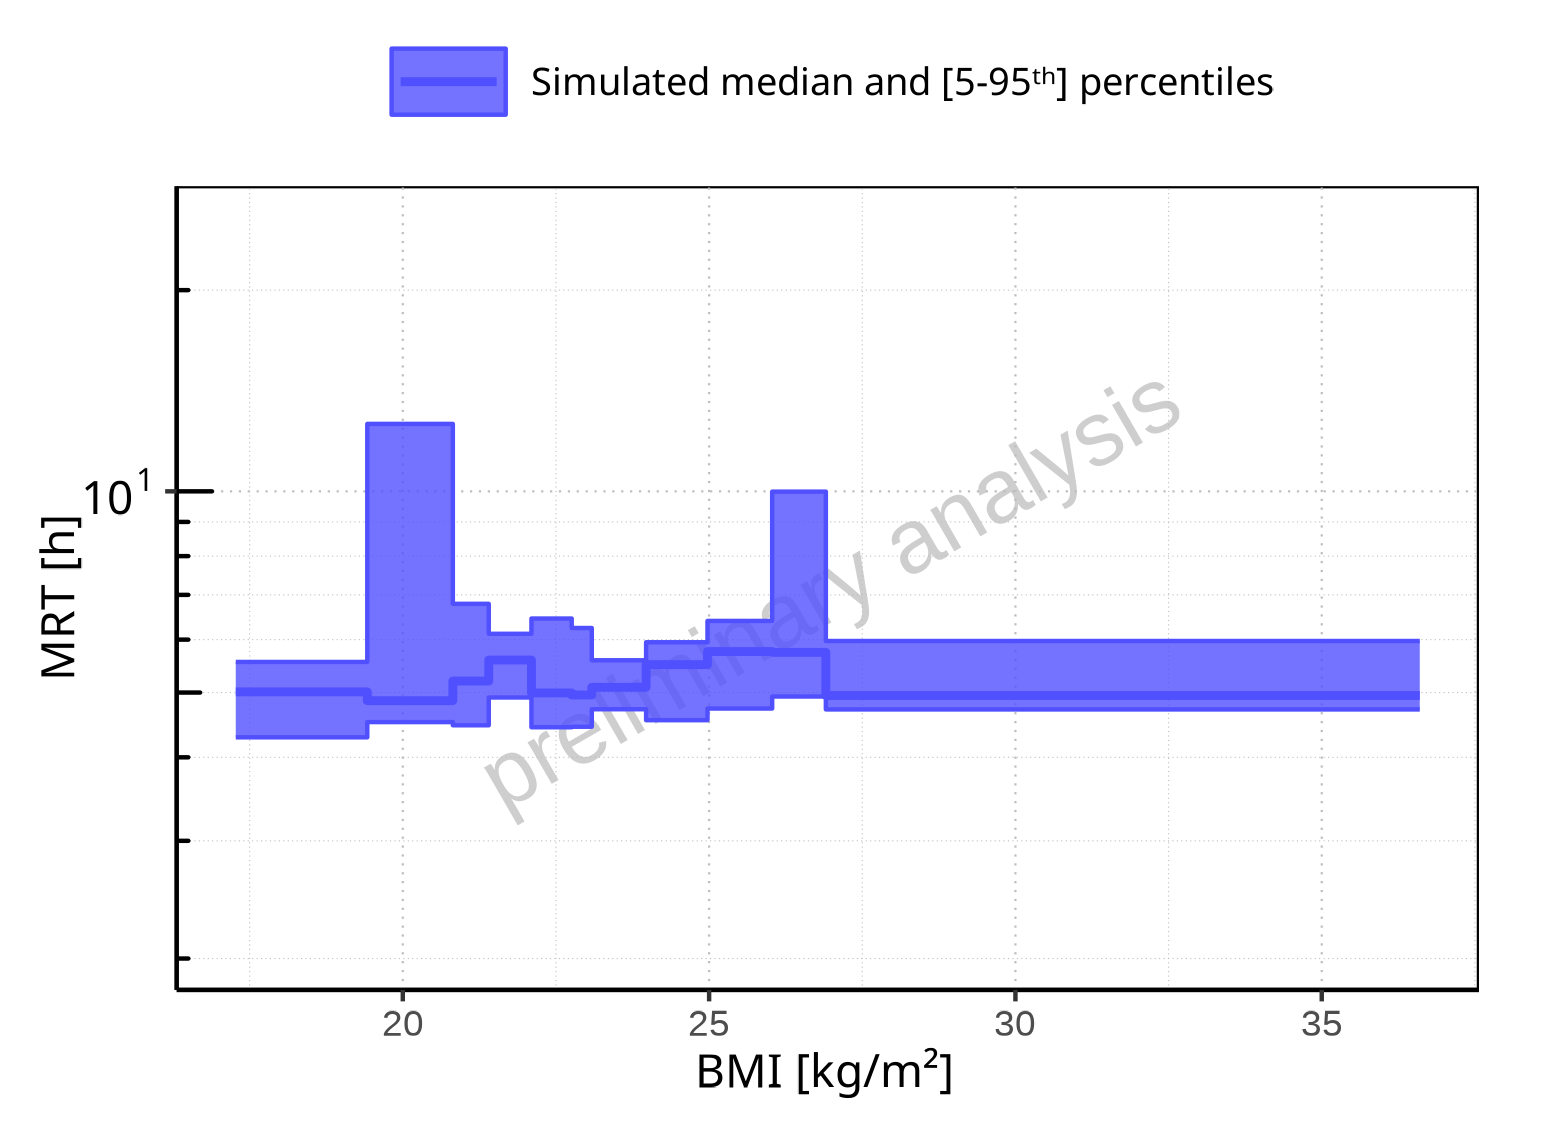 Simulated median and [5-95ᵗʰ] percentiles
10¹
MRT [h]
preliminary analysis
20 25 30 35
BMI [kg/m²]